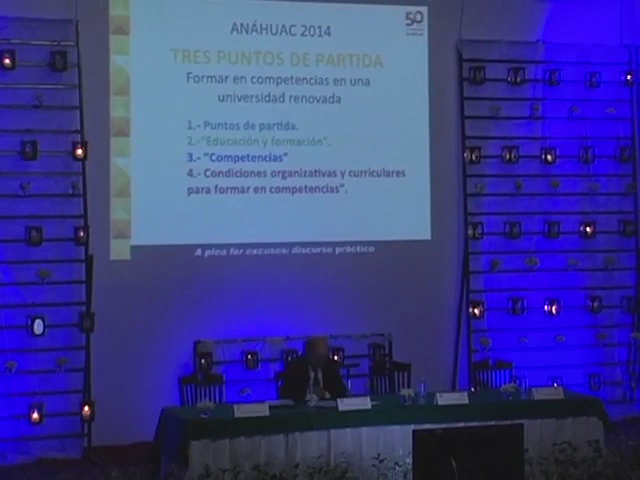 ANÁHUAC 2014
50
TRES PUNTOS DE PARTIDA
Formar en competencias en una
universidad renovada
1.- Puntos de partida.
2.-"Educación y formación".
3.- "Competencias"
4.- Condiciones organizativas y curriculares
para formar en competencias".
A plea for excuses: discurso práctico